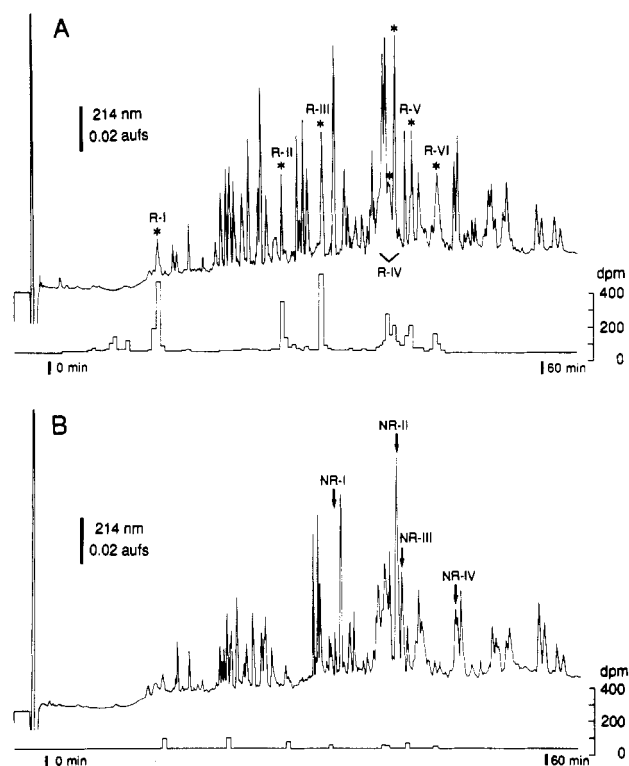 A
*
214 nm
0.02 aufs
R-III
*
R-V
*
R-II
*
R-VI
*
*
R-I
*
R-IV
dpm
400
200
0
0 min
60 min
B
NR-II
214 nm
0.02 aufs
NR-I
NR-III
NR-IV
dpm
400
200
0
0 min
60 min